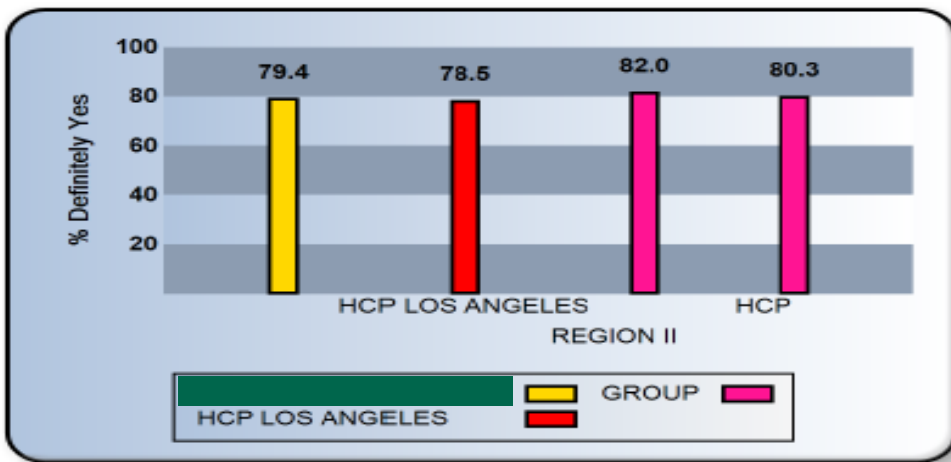 100
80
60
40
20
% Definitely Yes
79.4 78.5 82.0 80.3
HCP LOS ANGELES HCP
REGION II
GROUP
HCP LOS ANGELES